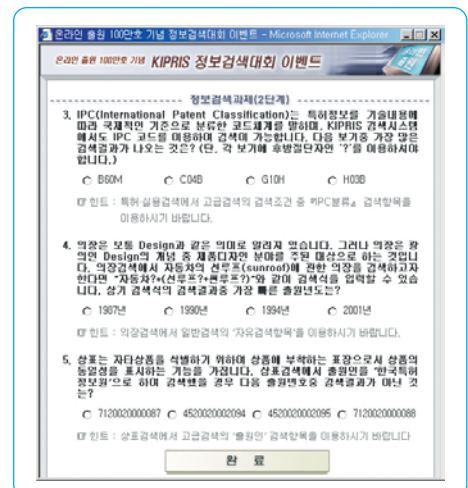 온라인 출원 100만호 기념 정보검색대회 이벤트 - Microsoft Internet Explorer
온라인 출원 100만호 기념 KIPRIS 정보검색대회 이벤트
정보검색과제(2단계)
3. IPC(International Patent Classification)는 특허정보를 기술내용에
따라 국제적인 기준으로 분류한 코드체계를 말하며, KIPRIS 검색시스템
에서도 IPC 코드를 이용하여 검색이 가능합니다. 다음 보기중 가장 많은
검색결과가 나오는 것은? (단, 각 보기에 후방절단자인 '?'를 이용하셔야
합니다.)
B60M C04B G10H H03B
힌트 : 특허·실용검색에서 고급검색의 검색조건 중 『IPC분류』 검색항목을
이용하시기 바랍니다.
4. 의장은 보통 Design과 같은 의미로 알려져 있습니다. 그러나 의장은 광
의인 Design의 개념 중 제품디자인 분야를 주된 대상으로 하는 것입니
다. 의장검색에서 자동차의 선루프(sunroof)에 관한 의장을 검색하고자
한다면 "자동차?*(선루프?+썬루프?)"와 같이 검색식을 입력할 수 있습
니다. 상기 검색식의 검색결과중 가장 빠른 출원년도는?
1987년 1990년 1994년 2001년
힌트 : 의장검색에서 일반검색의 '자유검색항목'을 이용하시기 바랍니다.
5. 상표는 자타상품을 식별하기 위하여 상품에 부착하는 표장으로서 상품의
동일성을 표시하는 기능을 가집니다. 상표검색에서 출원인을 '한국특허
정보원'으로 하여 검색했을 경우 다음 출원번호중 검색결과가 아닌 것
는?
7120020000087 4520020002094 4520020002095 7120020000088
힌트 : 상표검색에서 고급검색의 '출원인' 검색항목을 이용하시기 바랍니다
완 료